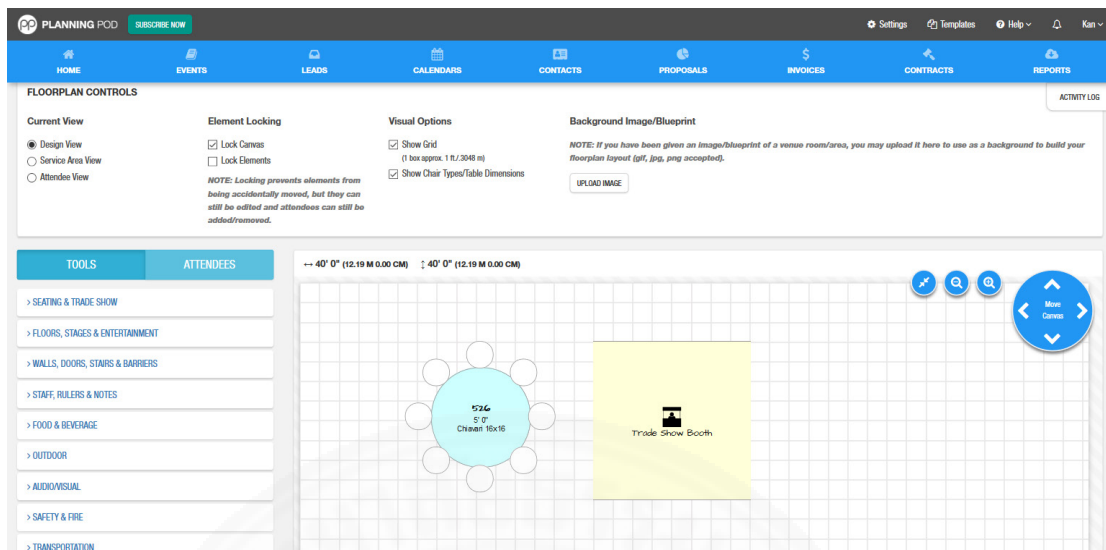 PLANNING POD SUBSCRIBE NOW Settings Templates Help Kan
HOME EVENTS LEADS CALENDARS CONTACTS PROPOSALS INVOICES CONTRACTS REPORTS
FLOORPLAN CONTROLS
ACTIVITY LOG
Current View
Design View
Service Area View
Attendee View
Element Locking
Lock Canvas
Lock Elements
NOTE: Locking prevents elements from
being accidentally moved, but they can
still be edited and attendees can still be
added/removed.
Visual Options
Show Grid
(1 box approx. 1 ft./.3048 m)
Show Chair Types/Table Dimensions
Background Image/Blueprint
NOTE: If you have been given an image/blueprint of a venue room/area, you may upload it here to use as a background to build your
floorplan layout (gif, jpg, png accepted).
UPLOAD IMAGE
TOOLS ATTENDEES
> SEATING & TRADE SHOW
> FLOORS, STAGES & ENTERTAINMENT
> WALLS, DOORS, STAIRS & BARRIERS
> STAFF, RULERS & NOTES
> FOOD & BEVERAGE
> OUTDOOR
> AUDIO/VISUAL
> SAFETY & FIRE
> TRANSPORTATION
↔ 40' 0" (12.19 M 0.00 CM) ↕ 40' 0" (12.19 M 0.00 CM)
Move
Canvas
526
5' 0"
Chiavari 16x16
Trade Show Booth